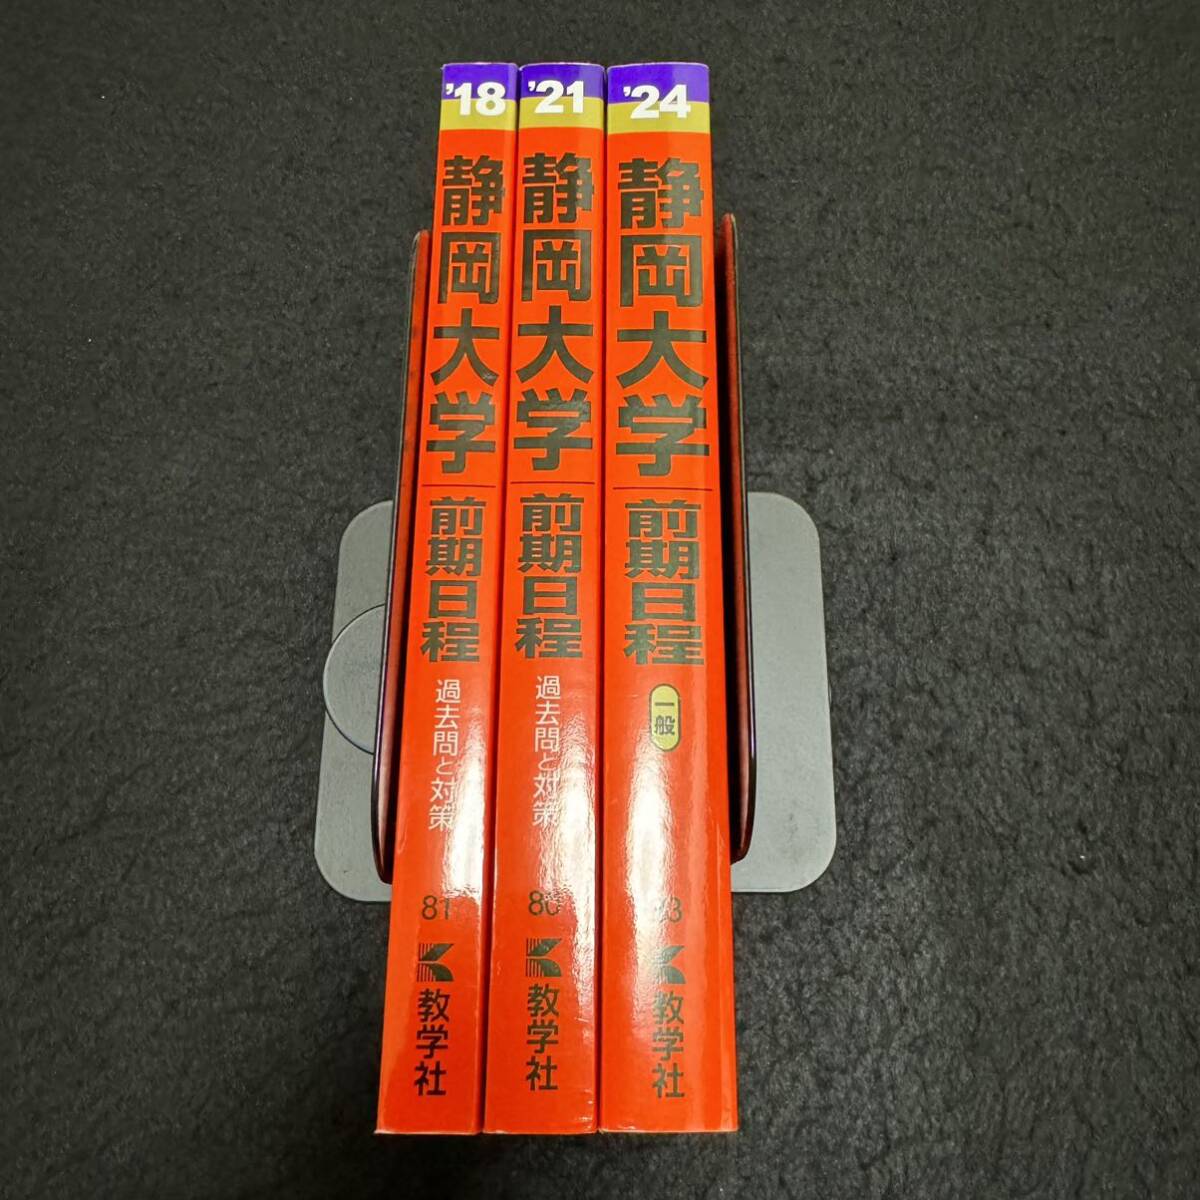 '18
静岡大学
前期日程
過去問と対策
81
教学社
'21
静岡大学
前期日程
過去問と対策
教学社
'24
静岡大学
前期日程
一般
教学社